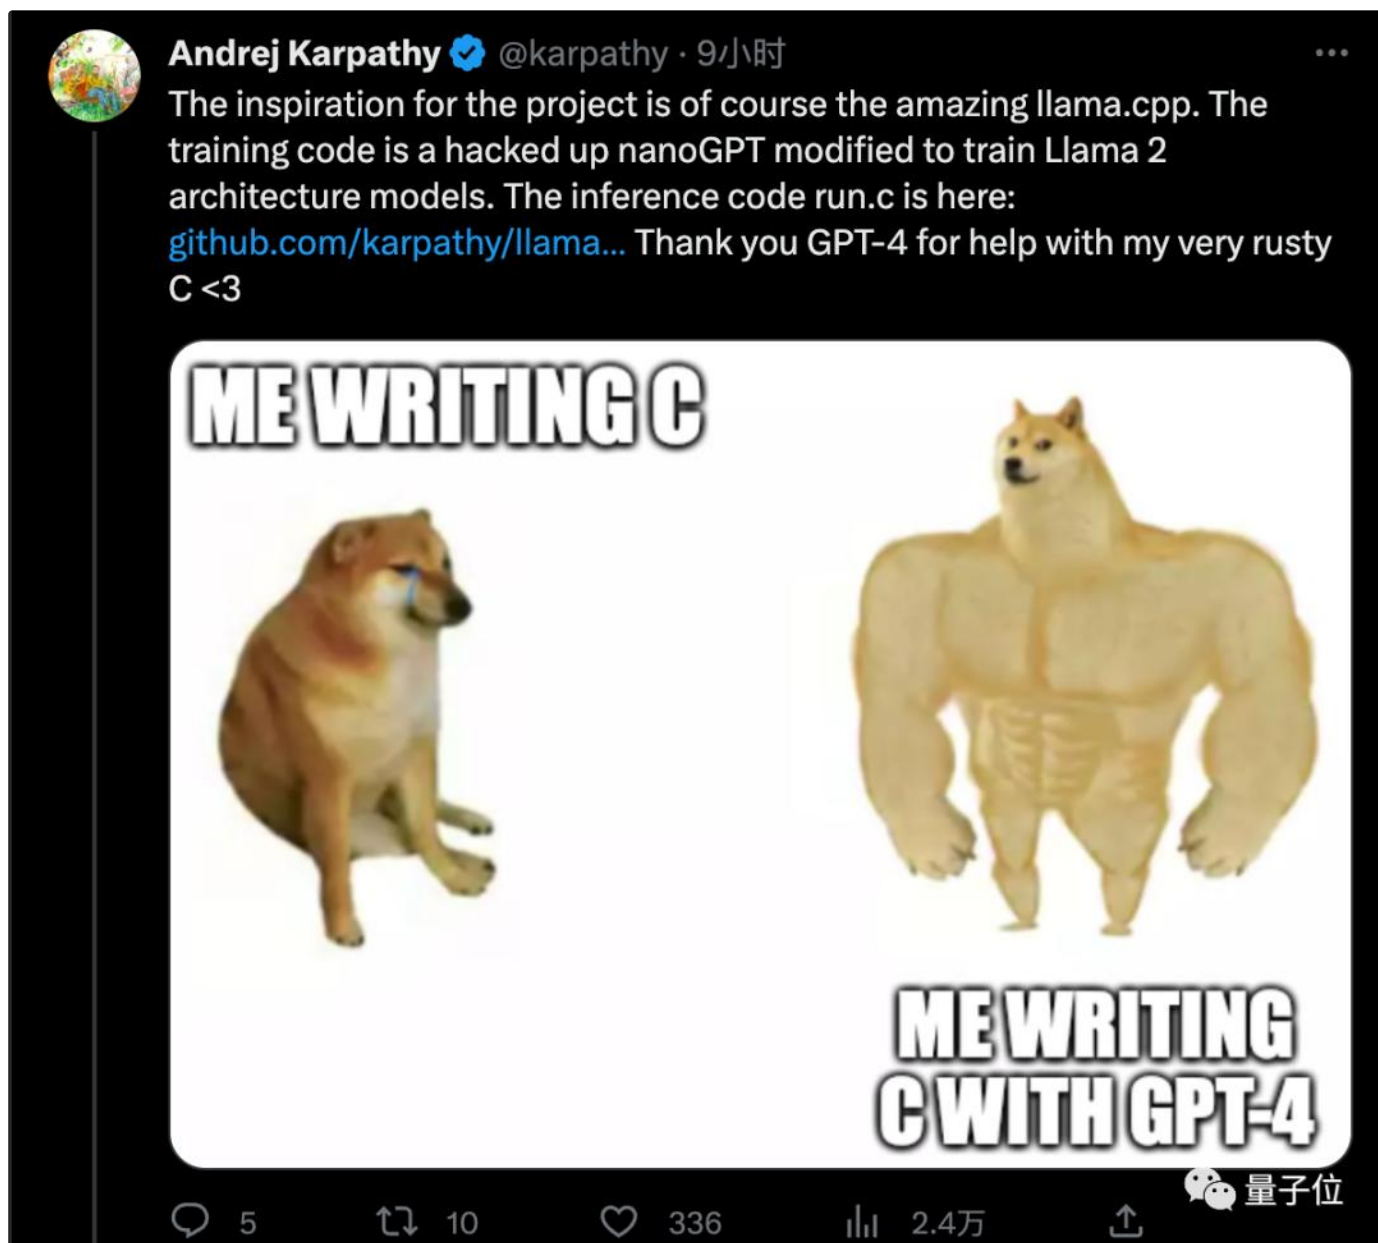 Andrej Karpathy @karpathy · 9小时
The inspiration for the project is of course the amazing llama.cpp. The
training code is a hacked up nanoGPT modified to train Llama 2
architecture models. The inference code run.c is here:
github.com/karpathy/llama... Thank you GPT-4 for help with my very rusty
C <3
ME WRITING C
ME WRITING
C WITH GPT-4
量子位
5 10 336 2.4万